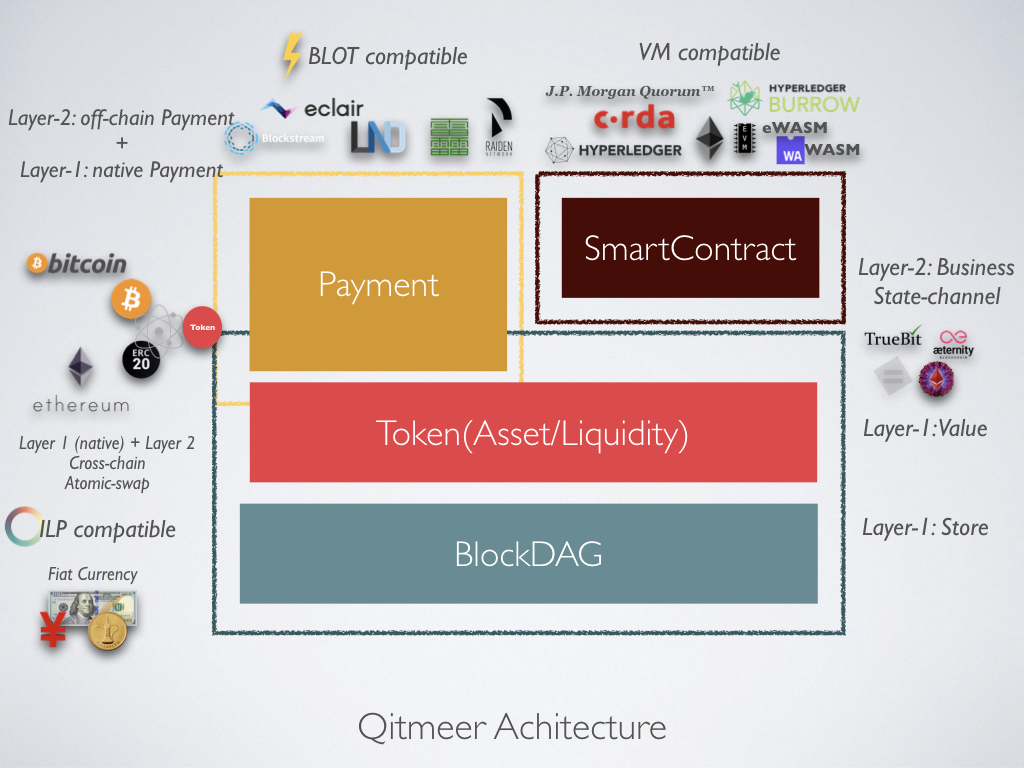 BLOT compatible
VM compatible
eclair
Blockstream
LND
RAIDEN
NETWORK
J.P. Morgan Quorum™
c·rda
HYPERLEDGER
BURROW
HYPERLEDGER
EVM
eWASM
WA
WASM
Layer-2: off-chain Payment
+
Layer-1: native Payment
Payment
SmartContract
bitcoin
Token
ERC
20
ethereum
Layer 1 (native) + Layer 2
Cross-chain
Atomic-swap
ILP compatible
Fiat Currency
¥
Layer-2: Business
State-channel
TrueBit
æternity
BLOCKCHAIN
Layer-1:Value
Token(Asset/Liquidity)
BlockDAG
Layer-1: Store
Qitmeer Achitecture